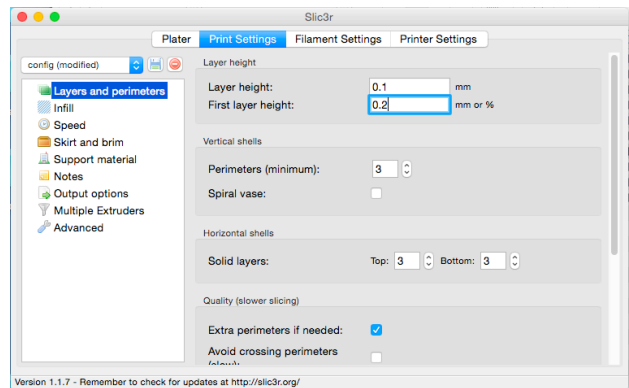 Slic3r
Plater Print Settings Filament Settings Printer Settings
config (modified)
Layers and perimeters
Infill
Speed
Skirt and brim
Support material
Notes
Output options
Multiple Extruders
Advanced
Layer height
Layer height: 0.1 mm
First layer height: 0.2 mm or %
Vertical shells
Perimeters (minimum): 3
Spiral vase:
Horizontal shells
Solid layers: Top: 3 Bottom: 3
Quality (slower slicing)
Extra perimeters if needed:
Avoid crossing perimeters
Version 1.1.7 - Remember to check for updates at http://slic3r.org/